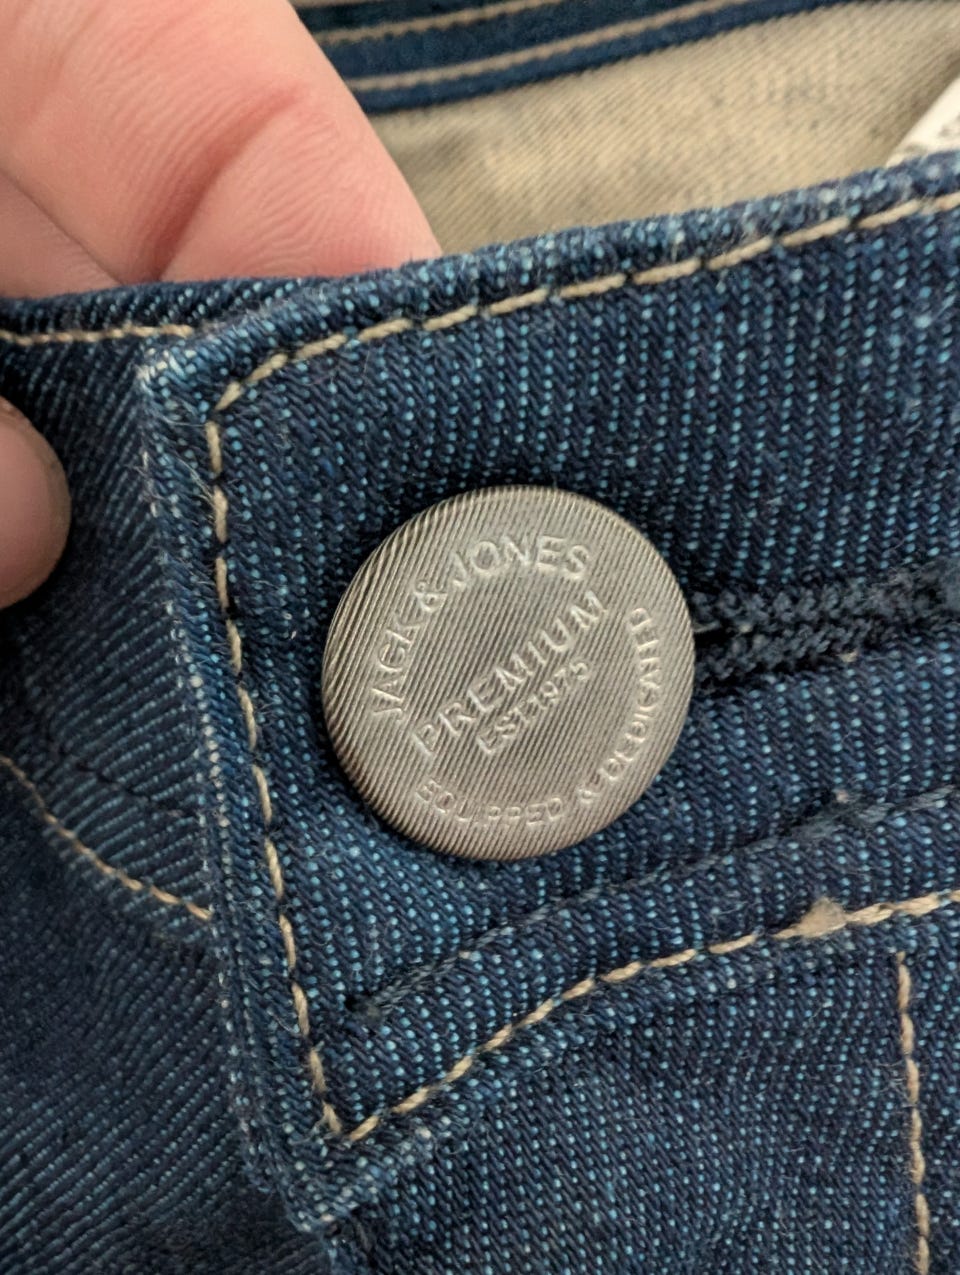 JACK & JONES
PREMIUM
EST. 1975
EQUIPPED & DEDICATED